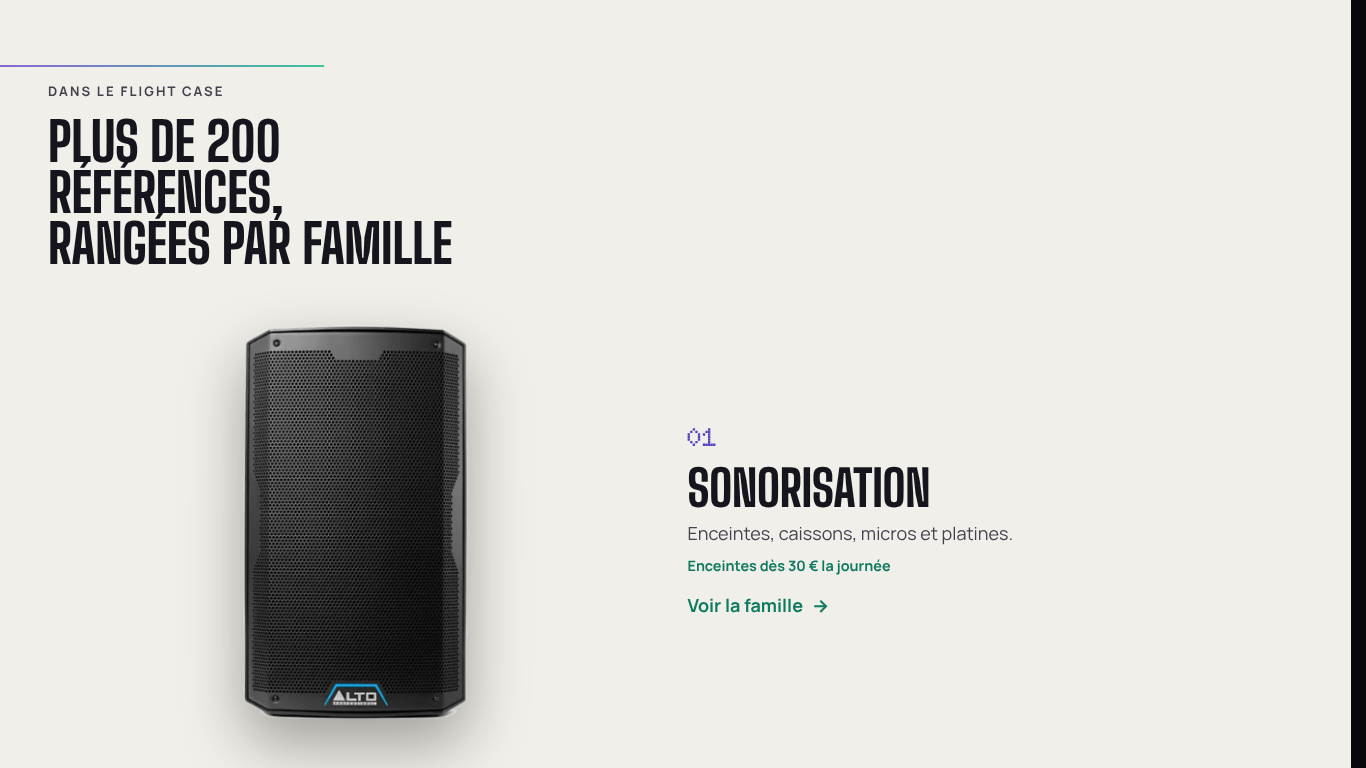 DANS LE FLIGHT CASE
PLUS DE 200
RÉFÉRENCES,
RANGÉES PAR FAMILLE
01
SONORISATION
Enceintes, caissons, micros et platines.
Enceintes dès 30 € la journée
Voir la famille →
ALTO
PROFESSIONAL